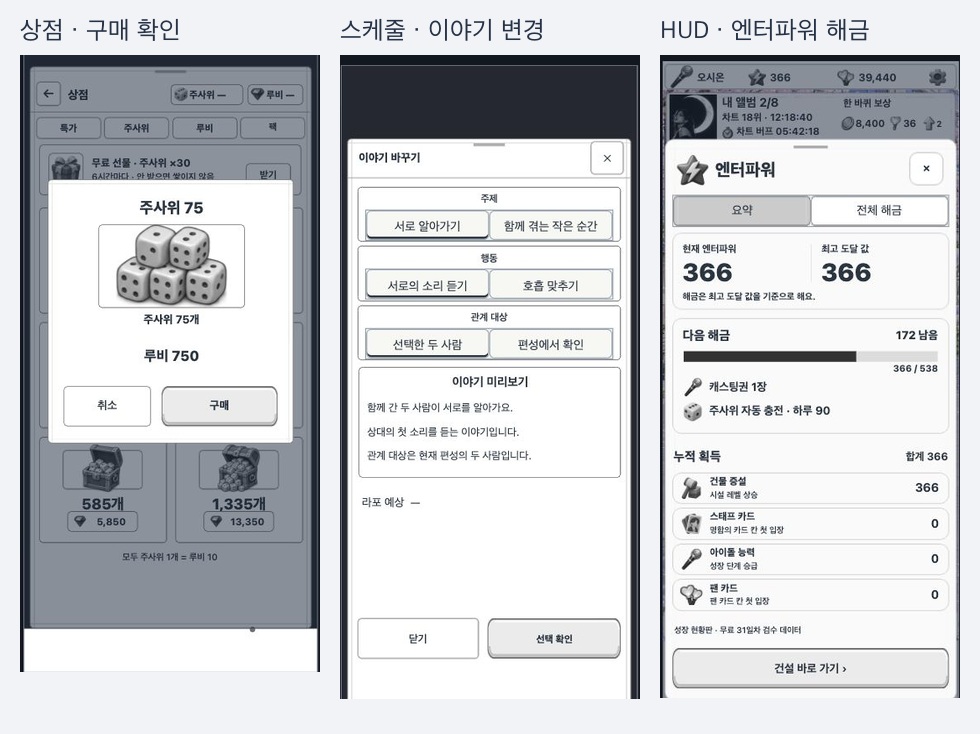 상점 · 구매 확인
상점
주사위 —
루비 —
특가
주사위
루비
팩
무료 선물 · 주사위 ×30
6시간마다 · 안 받으면 쌓이지 않음
받기
주사위 75
주사위 75개
루비 750
취소
구매
585개
5,850
1,335개
13,350
모두 주사위 1개 = 루비 10
스케줄 · 이야기 변경
이야기 바꾸기
×
주제
서로 알아가기
함께 겪는 작은 순간
행동
서로의 소리 듣기
호흡 맞추기
관계 대상
선택한 두 사람
편성에서 확인
이야기 미리보기
함께 간 두 사람이 서로를 알아가요.
상대의 첫 소리를 듣는 이야기입니다.
관계 대상은 현재 편성의 두 사람입니다.
라포 예상 —
닫기
선택 확인
HUD · 엔터파워 해금
오시온
366
39,440
내 앨범 2/8
차트 18위 · 12:18:40
차트 버프 05:42:18
한 바퀴 보상
8,400
36
2
엔터파워
×
요약
전체 해금
현재 엔터파워
366
최고 도달 값
366
해금은 최고 도달 값을 기준으로 해요.
다음 해금
172 남음
366 / 538
캐스팅권 1장
주사위 자동 충전 · 하루 90
누적 획득
합계 366
건물 증설
시설 레벨 상승
366
스태프 카드
명함의 카드 칸 첫 입장
0
아이돌 능력
성장 단계 승급
0
팬 카드
팬 카드 칸 첫 입장
0
성장 현황판 · 무료 31일차 검수 데이터
건설 바로 가기 ›